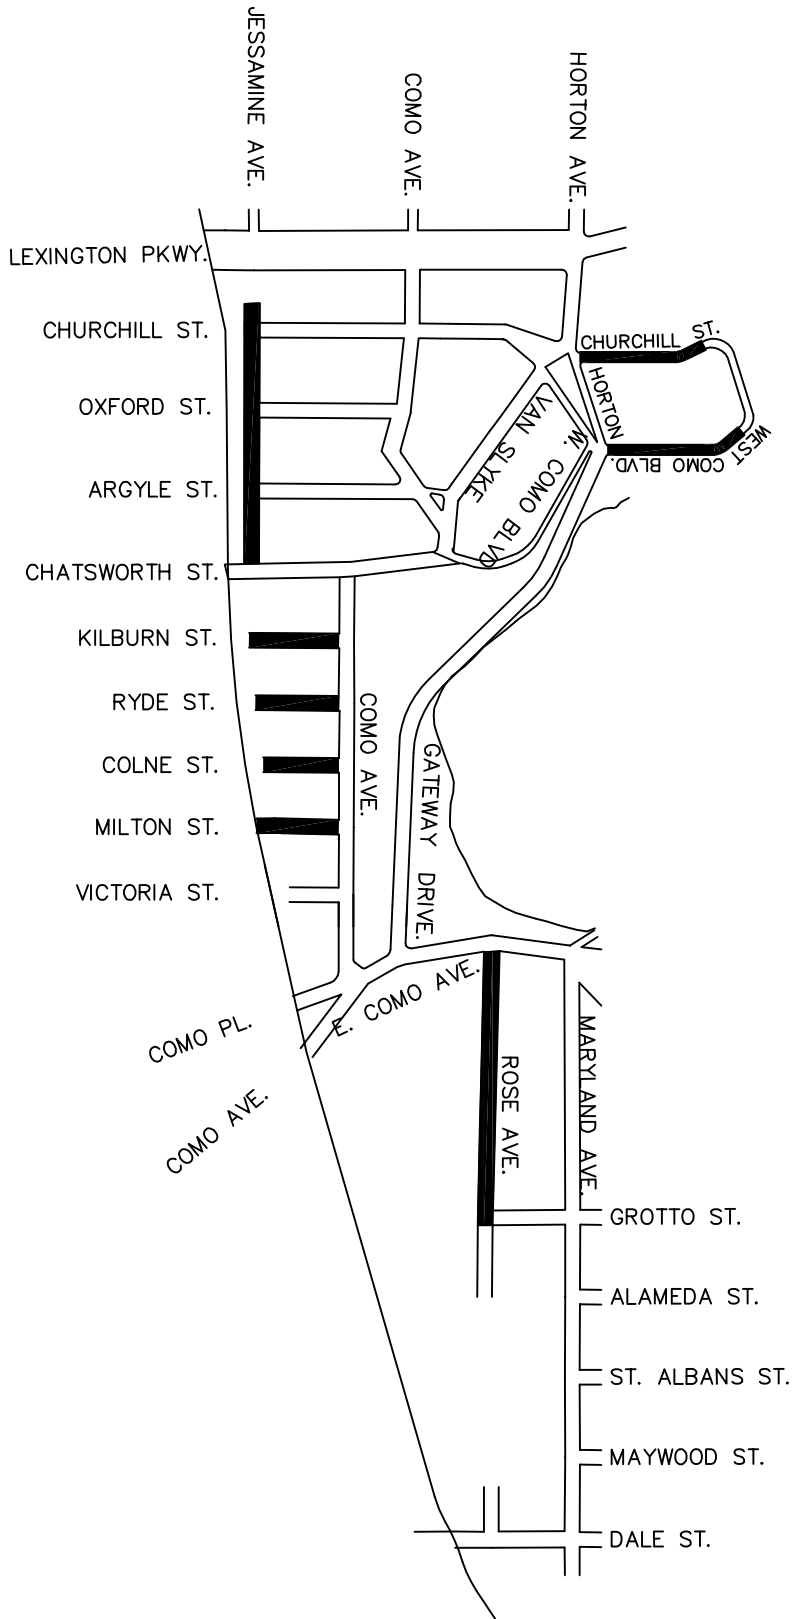 JESSAMINE AVE.
COMO AVE.
HORTON AVE.
LEXINGTON PKWY.
CHURCHILL ST.
CHURCHILL ST.
HORTON
OXFORD ST.
VAN SLYKE
W. COMO BLVD
WEST
COMO BLVD.
ARGYLE ST.
CHATSWORTH ST.
KILBURN ST.
RYDE ST.
COMO AVE.
COLNE ST.
GATEWAY DRIVE.
MILTON ST.
VICTORIA ST.
E. COMO AVE.
COMO PL.
COMO AVE.
ROSE AVE.
MARYLAND AVE.
GROTTO ST.
ALAMEDA ST.
ST. ALBANS ST.
MAYWOOD ST.
DALE ST.